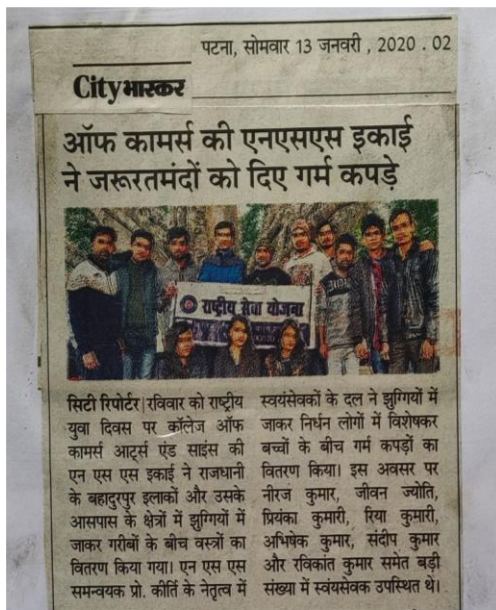 पटना, सोमवार 13 जनवरी , 2020 . 02
Cityभास्कर
ऑफ कामर्स की एनएसएस इकाई
ने जरूरतमंदों को दिए गर्म कपड़े
राष्ट्रीय सेवा योजना
सिटी रिपोर्टर|रविवार को राष्ट्रीय
युवा दिवस पर कॉलेज ऑफ
कामर्स आर्ट्स एंड साइंस की
एन एस एस इकाई ने राजधानी
के बहादुरपुर इलाकों और उसके
आसपास के क्षेत्रों में झुग्गियों में
जाकर गरीबों के बीच वस्त्रों का
वितरण किया गया। एन एस एस
समन्वयक प्रो. कीर्ति के नेतृत्व में
स्वयंसेवकों के दल ने झुग्गियों में
जाकर निर्धन लोगों में विशेषकर
बच्चों के बीच गर्म कपड़ों का
वितरण किया। इस अवसर पर
नीरज कुमार, जीवन ज्योति,
प्रियंका कुमारी, रिया कुमारी,
अभिषेक कुमार, संदीप कुमार
और रविकांत कुमार समेत बड़ी
संख्या में स्वंयसेवक उपस्थित थे।